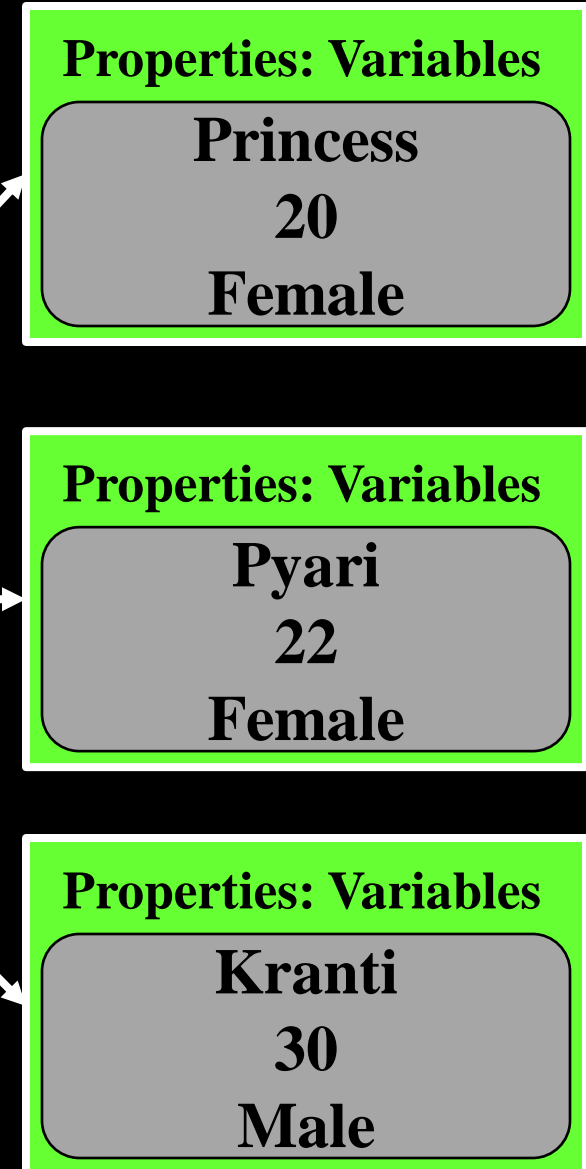 Properties: Variables
Princess
20
Female
Properties: Variables
Pyari
22
Female
Properties: Variables
Kranti
30
Male